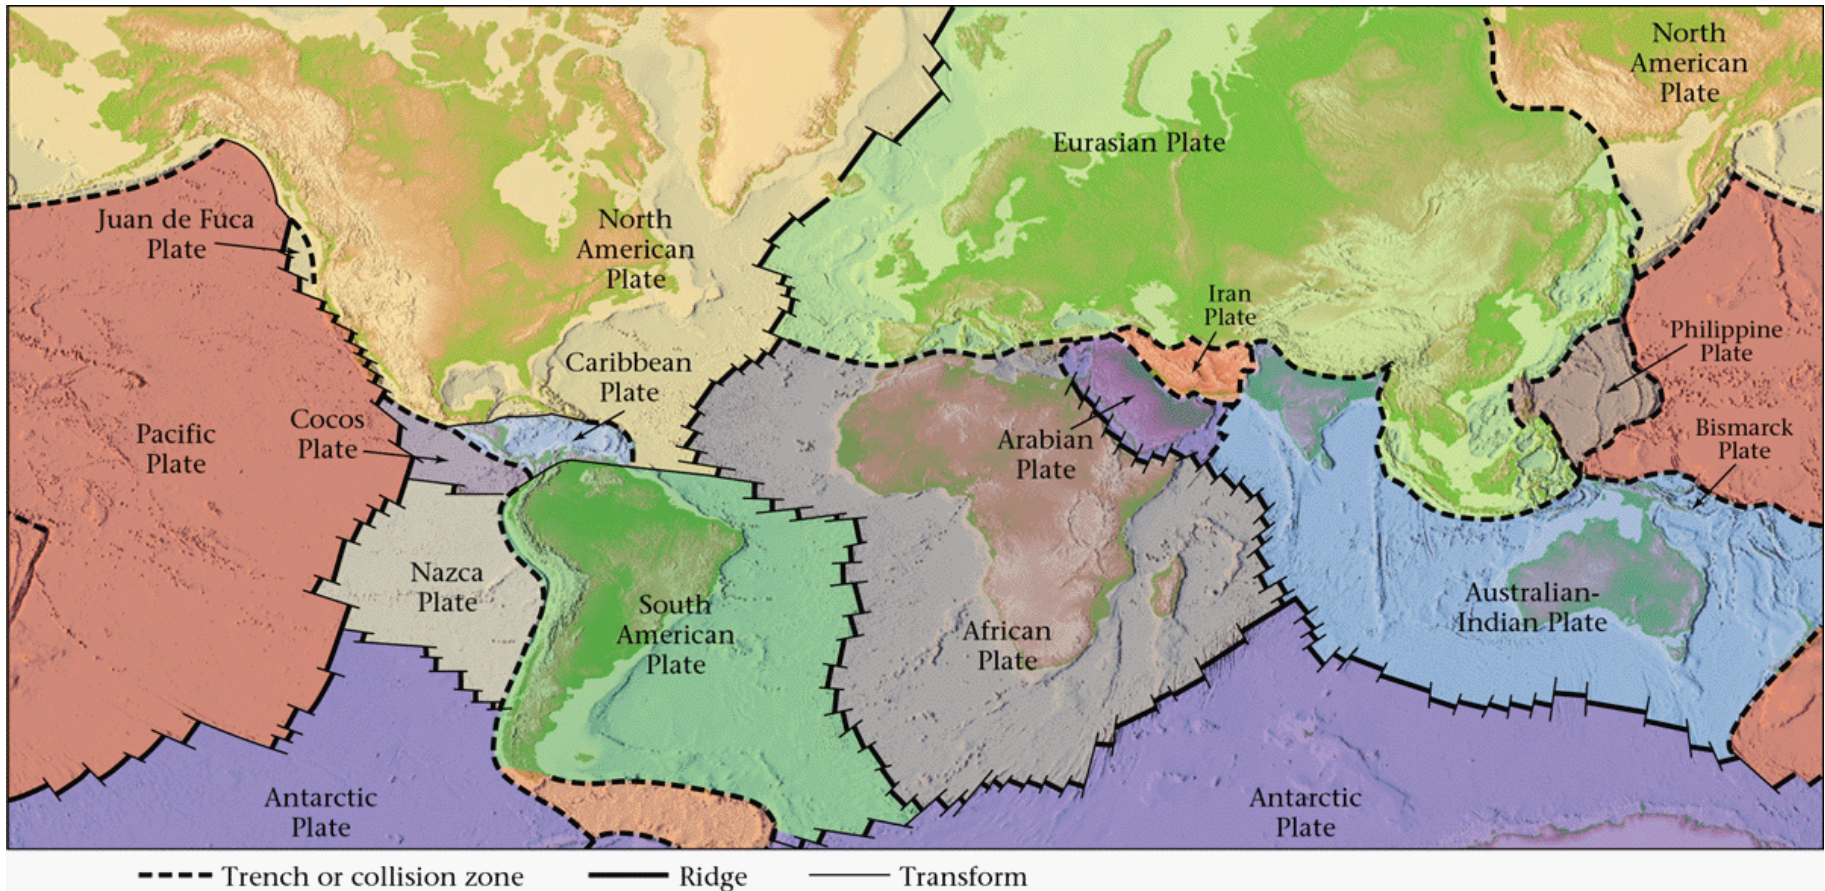 North
American
Plate
Eurasian Plate
Juan de Fuca
Plate
North
American
Plate
Iran
Plate
Philippine
Plate
Caribbean
Plate
Cocos
Plate
Pacific
Plate
Arabian
Plate
Bismarck
Plate
Nazca
Plate
South
American
Plate
African
Plate
Australian-
Indian Plate
Antarctic
Plate
Antarctic
Plate
Trench or collision zone
Ridge
Transform